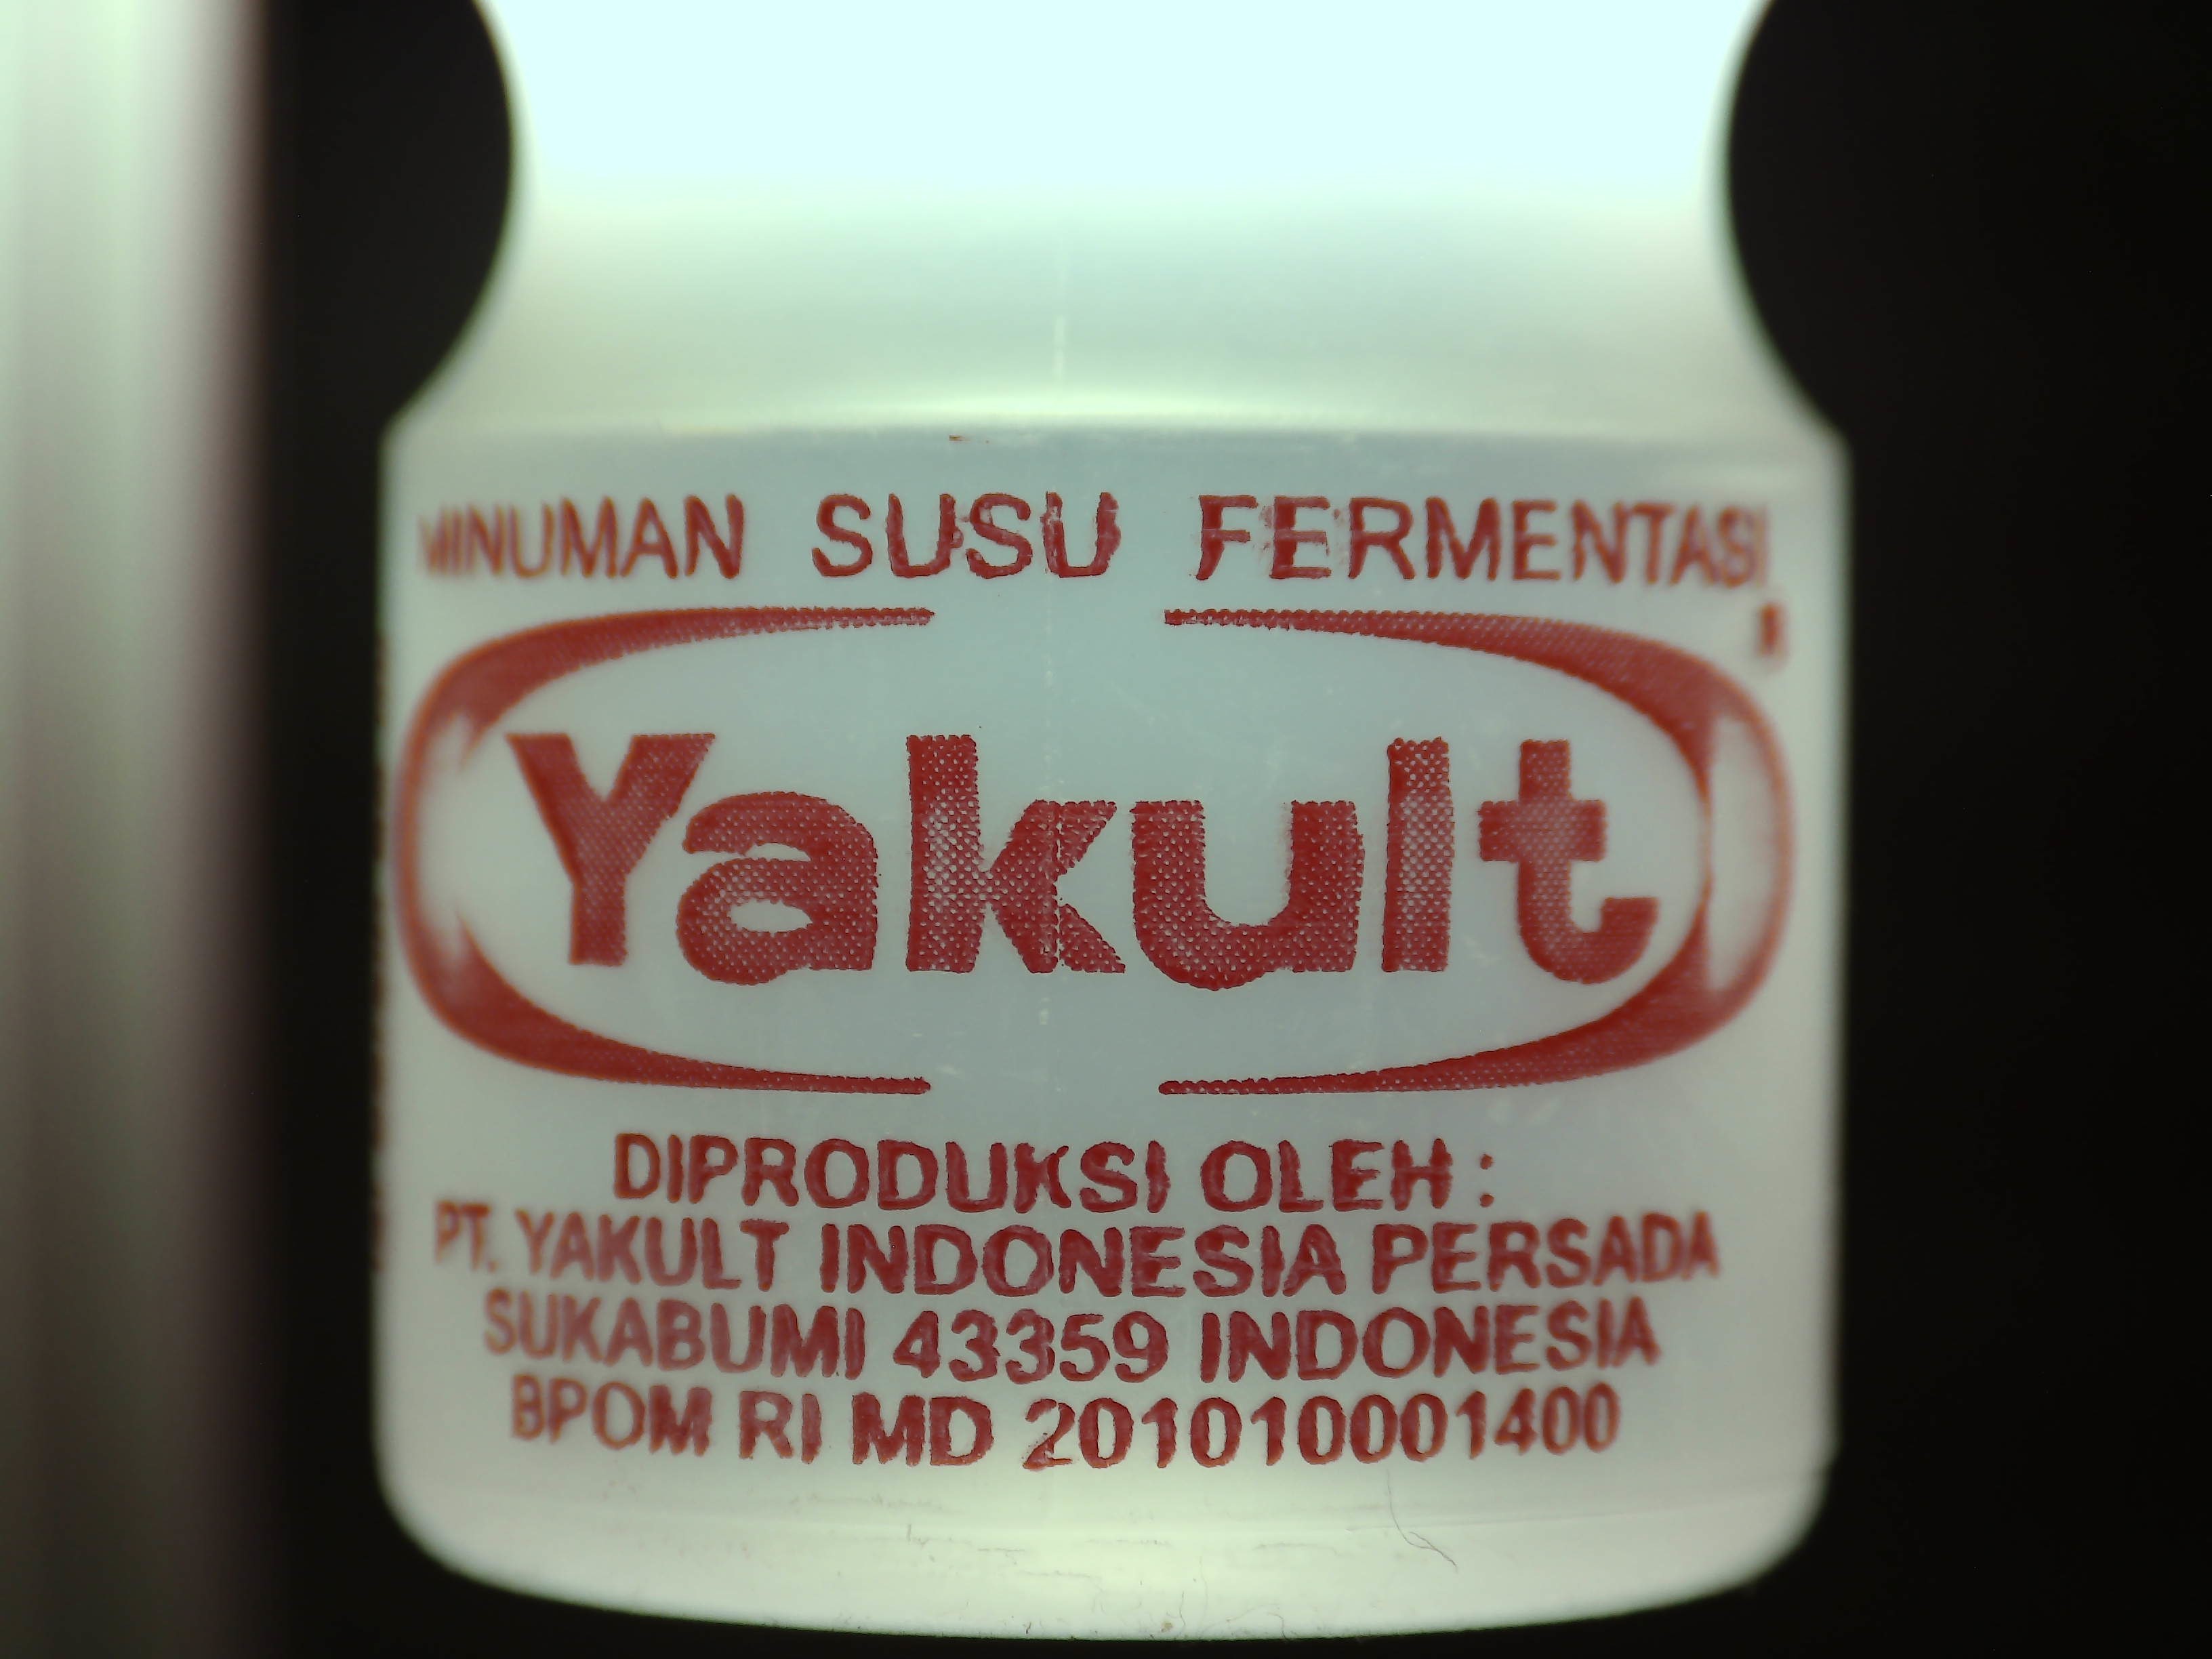 MINUMAN SUSU FERMENTASI
Yakult
DIPRODUKSI OLEH :
PT. YAKULT INDONESIA PERSADA
SUKABUMI 43359 INDONESIA
BPOM RI MD 201010001400